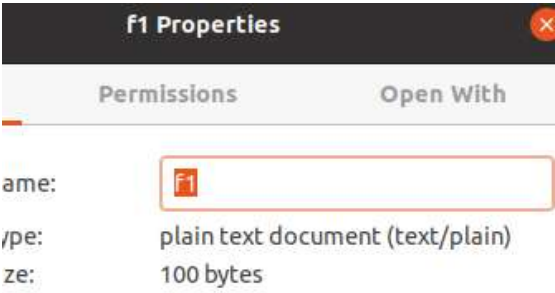 f1 Properties
Permissions Open With
ame: f1
ype: plain text document (text/plain)
ze: 100 bytes